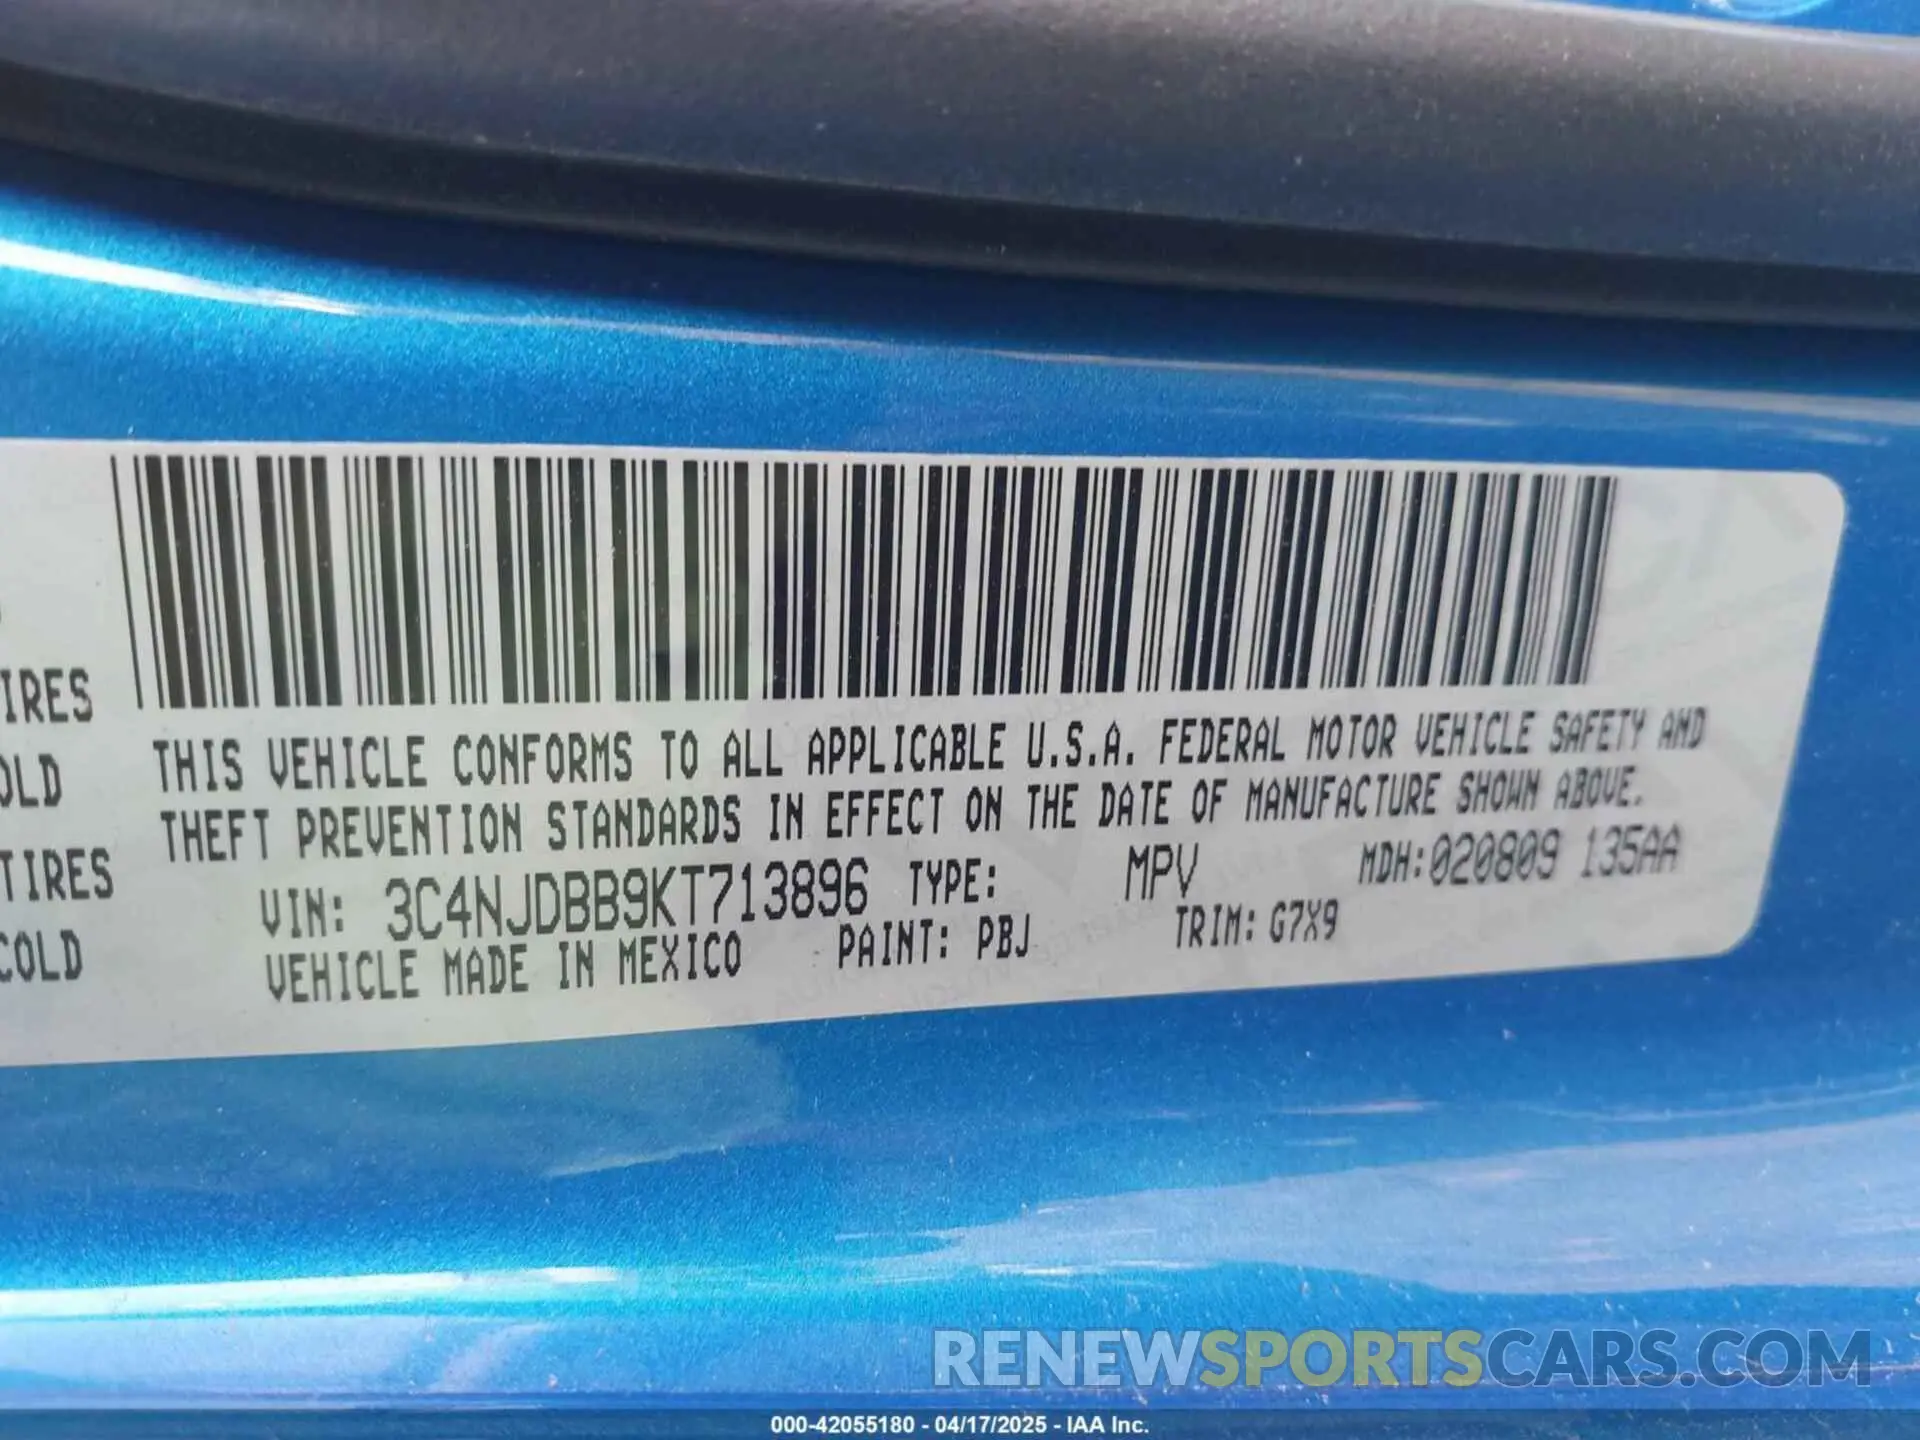 IRES
OLD
TIRES
COLD
THIS VEHICLE CONFORMS TO ALL APPLICABLE U.S.A. FEDERAL MOTOR VEHICLE SAFETY AND
THEFT PREVENTION STANDARDS IN EFFECT ON THE DATE OF MANUFACTURE SHOWN ABOVE.
VIN: 3C4NJDBB9KT713896 TYPE: MPV MDH:020809 135AA
VEHICLE MADE IN MEXICO PAINT: PBJ TRIM: G7X9
RENEWSPORTSCARS.COM
000-42055180 - 04/17/2025 - IAA Inc.